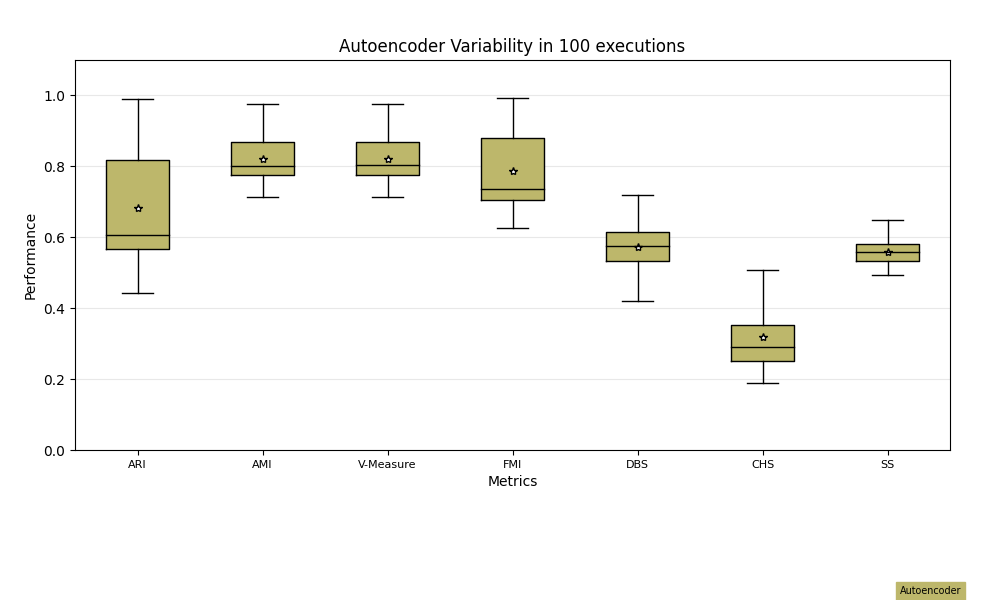 Autoencoder Variability in 100 executions
1.0
0.8
0.6
0.4
0.2
0.0
Performance
ARI AMI V-Measure FMI DBS CHS SS
Metrics
Autoencoder